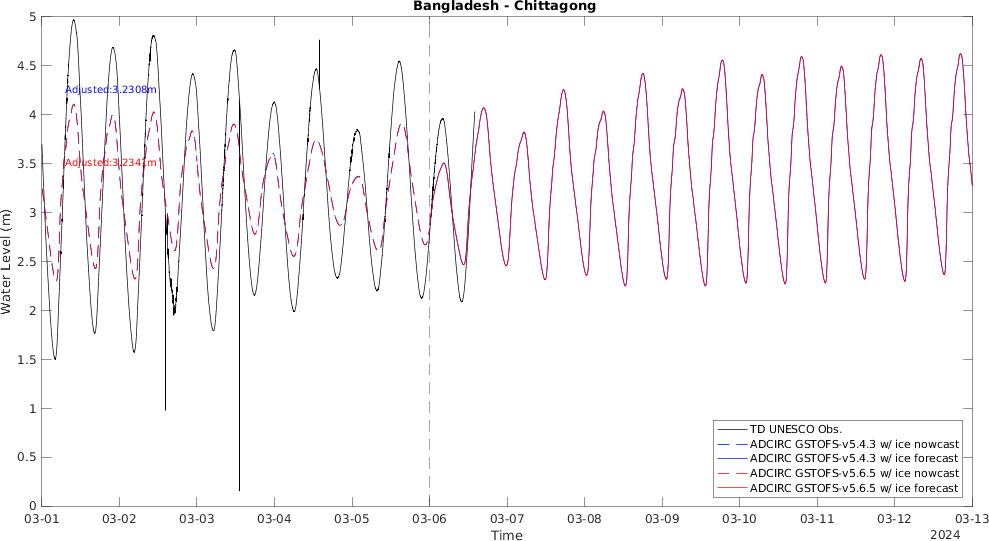 Bangladesh - Chittagong
Water Level (m)
5
4.5
4
3.5
3
2.5
2
1.5
1
0.5
0
Adjusted:3.2308m
Adjusted:3.2341m
TD UNESCO Obs.
ADCIRC GSTOFS-v5.4.3 w/ ice nowcast
ADCIRC GSTOFS-v5.4.3 w/ ice forecast
ADCIRC GSTOFS-v5.6.5 w/ ice nowcast
ADCIRC GSTOFS-v5.6.5 w/ ice forecast
03-01 03-02 03-03 03-04 03-05 03-06 03-07 03-08 03-09 03-10 03-11 03-12 03-13
Time
2024